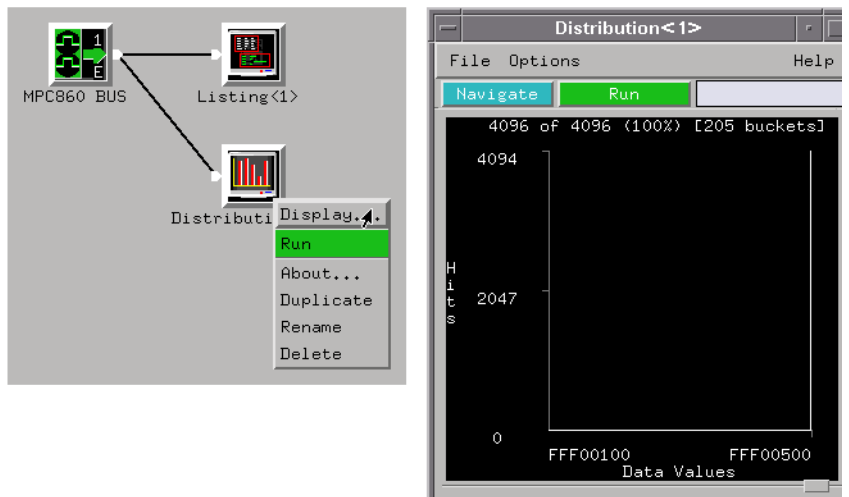 1
E
MPC860 BUS
Listing<1>
Distributi
Display...
Run
About...
Duplicate
Rename
Delete
Distribution<1>
File Options Help
Navigate Run
4096 of 4096 (100%) [205 buckets]
4094
Hits
2047
0
FFF00100 FFF00500
Data Values